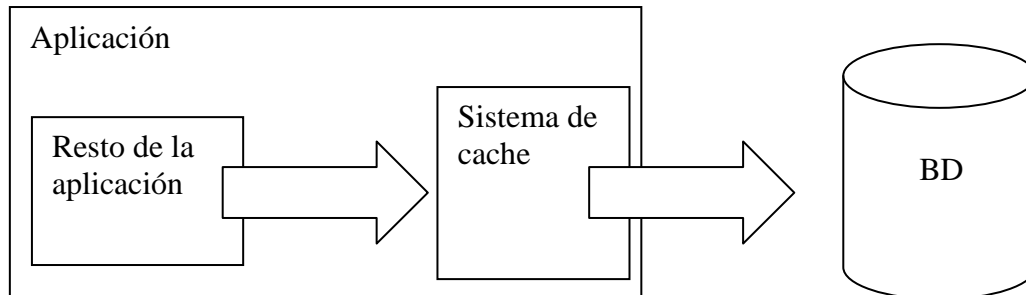 Aplicación
Resto de la
aplicación
Sistema de
cache
BD